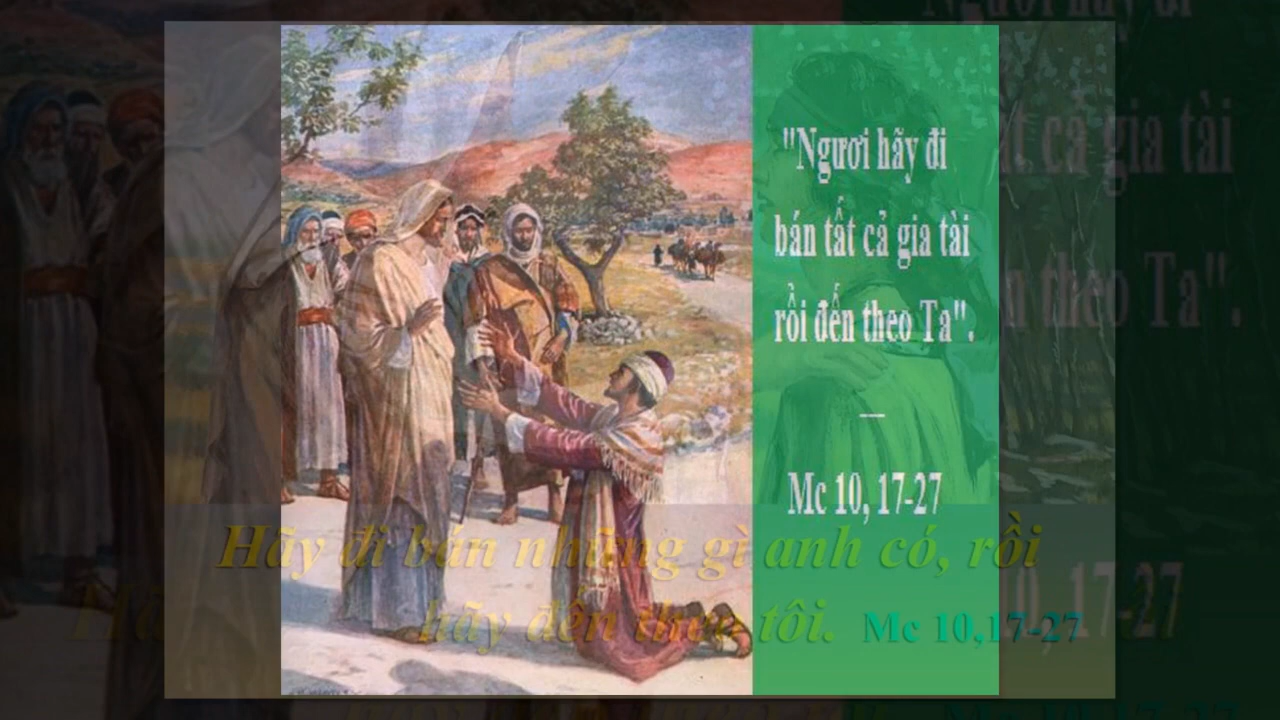 "Ngươi hãy đi
bán tất cả gia tài
rồi đến theo Ta".
—
Mc 10, 17-27
Hãy đi bán những gì anh có, rồi
hãy đến theo tôi. Mc 10,17-27